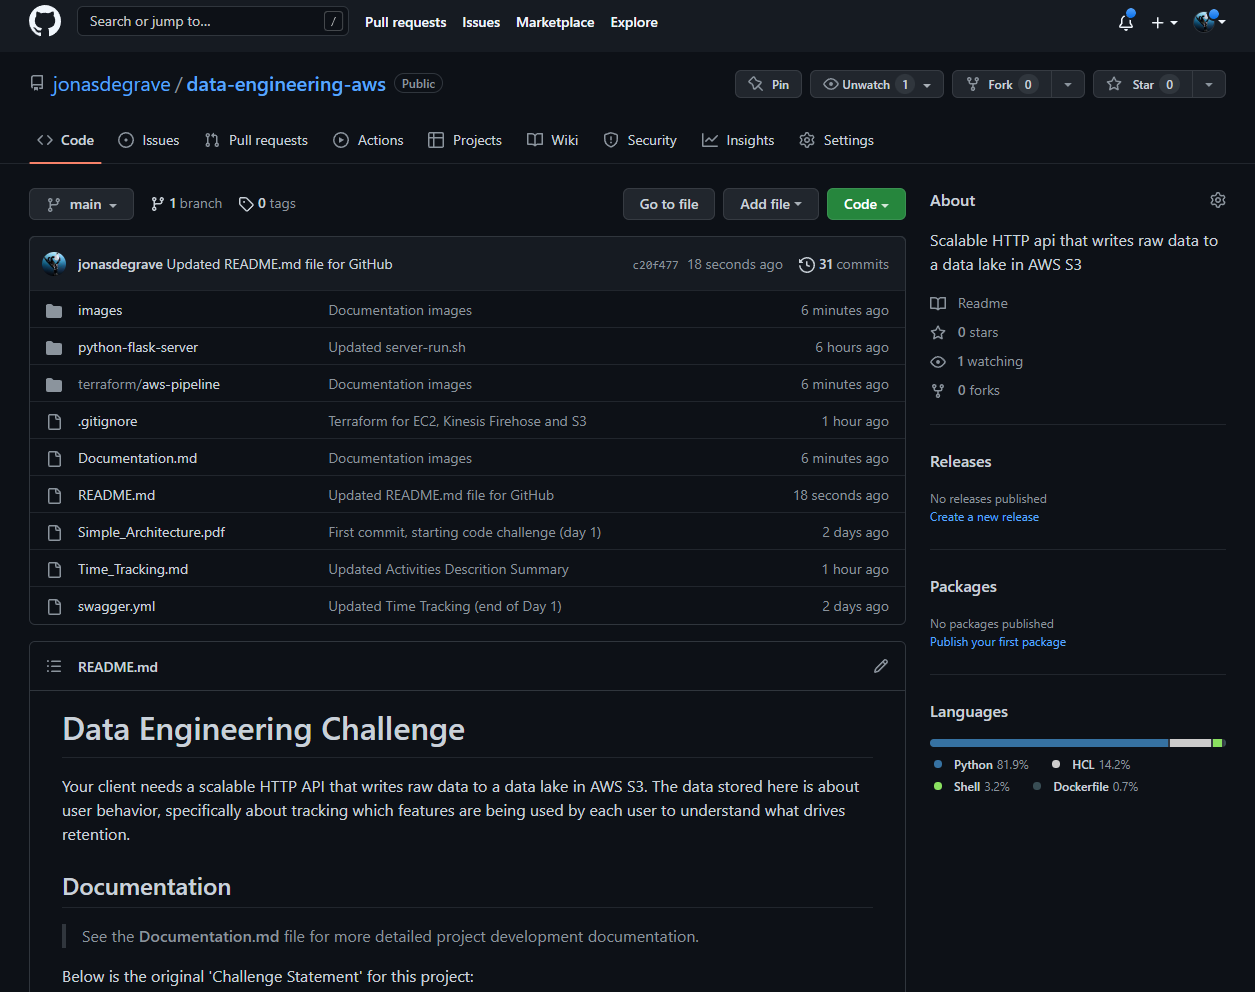 Search or jump to... /
Pull requests Issues Marketplace Explore
jonasdegrave / data-engineering-aws Public
Pin Unwatch 1 Fork 0 Star 0
Code Issues Pull requests Actions Projects Wiki Security Insights Settings
main 1 branch 0 tags Go to file Add file Code
jonasdegrave Updated README.md file for GitHub c20f477 18 seconds ago 31 commits
images Documentation images 6 minutes ago
python-flask-server Updated server-run.sh 6 hours ago
terraform/aws-pipeline Documentation images 6 minutes ago
.gitignore Terraform for EC2, Kinesis Firehose and S3 1 hour ago
Documentation.md Documentation images 6 minutes ago
README.md Updated README.md file for GitHub 18 seconds ago
Simple_Architecture.pdf First commit, starting code challenge (day 1) 2 days ago
Time_Tracking.md Updated Activities Descrition Summary 1 hour ago
swagger.yml Updated Time Tracking (end of Day 1) 2 days ago
README.md
Data Engineering Challenge
Your client needs a scalable HTTP API that writes raw data to a data lake in AWS S3. The data stored here is about
user behavior, specifically about tracking which features are being used by each user to understand what drives
retention.
Documentation
See the Documentation.md file for more detailed project development documentation.
Below is the original 'Challenge Statement' for this project:
About
Scalable HTTP api that writes raw data to
a data lake in AWS S3
Readme
0 stars
1 watching
0 forks
Releases
No releases published
Create a new release
Packages
No packages published
Publish your first package
Languages
Python 81.9% HCL 14.2%
Shell 3.2% Dockerfile 0.7%